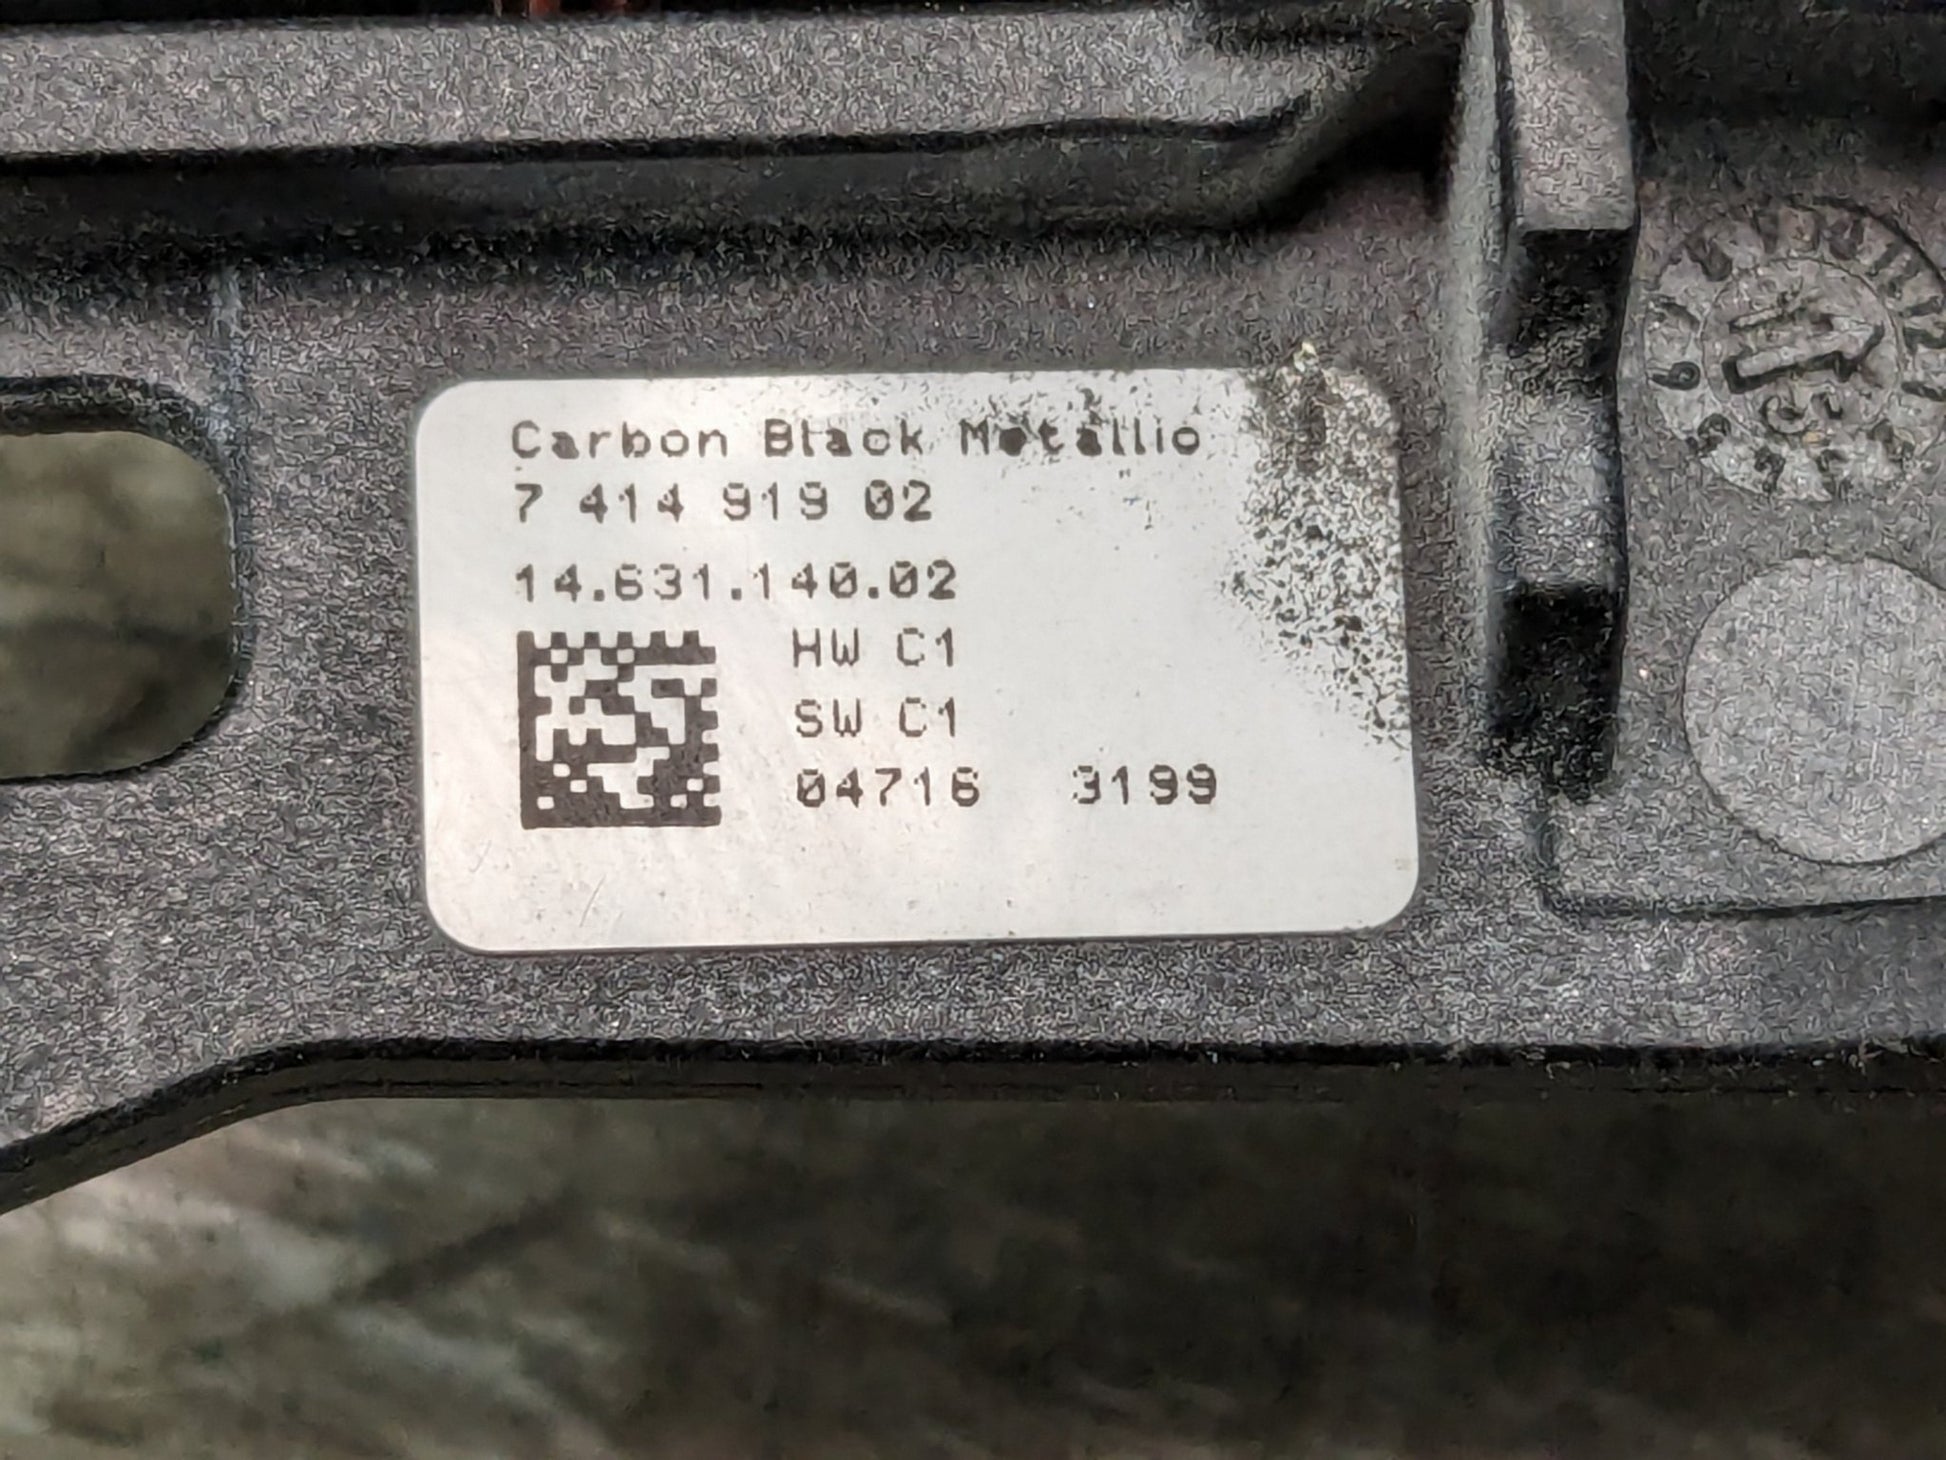 Carbon Black Metallic
7 414 919 02
14.631.140.02
HW C1
SW C1
04716 3199